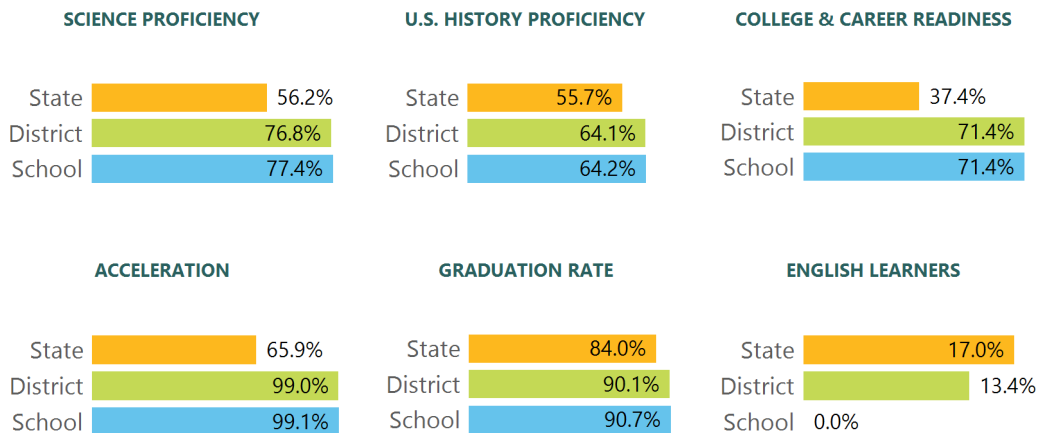 SCIENCE PROFICIENCY
State 56.2%
District 76.8%
School 77.4%
U.S. HISTORY PROFICIENCY
State 55.7%
District 64.1%
School 64.2%
COLLEGE & CAREER READINESS
State 37.4%
District 71.4%
School 71.4%
ACCELERATION
State 65.9%
District 99.0%
School 99.1%
GRADUATION RATE
State 84.0%
District 90.1%
School 90.7%
ENGLISH LEARNERS
State 17.0%
District 13.4%
School 0.0%